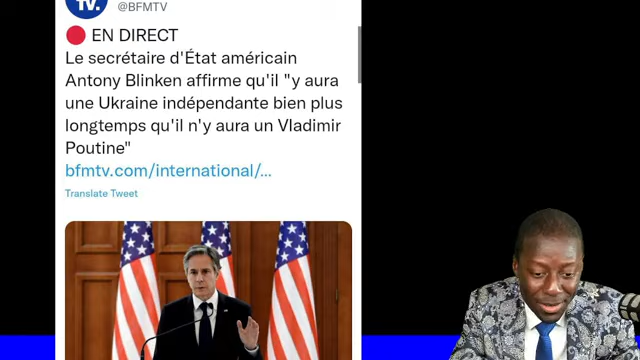 tv.
@BFMTV
🔴 EN DIRECT
Le secrétaire d'État américain
Antony Blinken affirme qu'il "y aura
une Ukraine indépendante bien plus
longtemps qu'il n'y aura un Vladimir
Poutine"
bfmtv.com/international/...
Translate Tweet